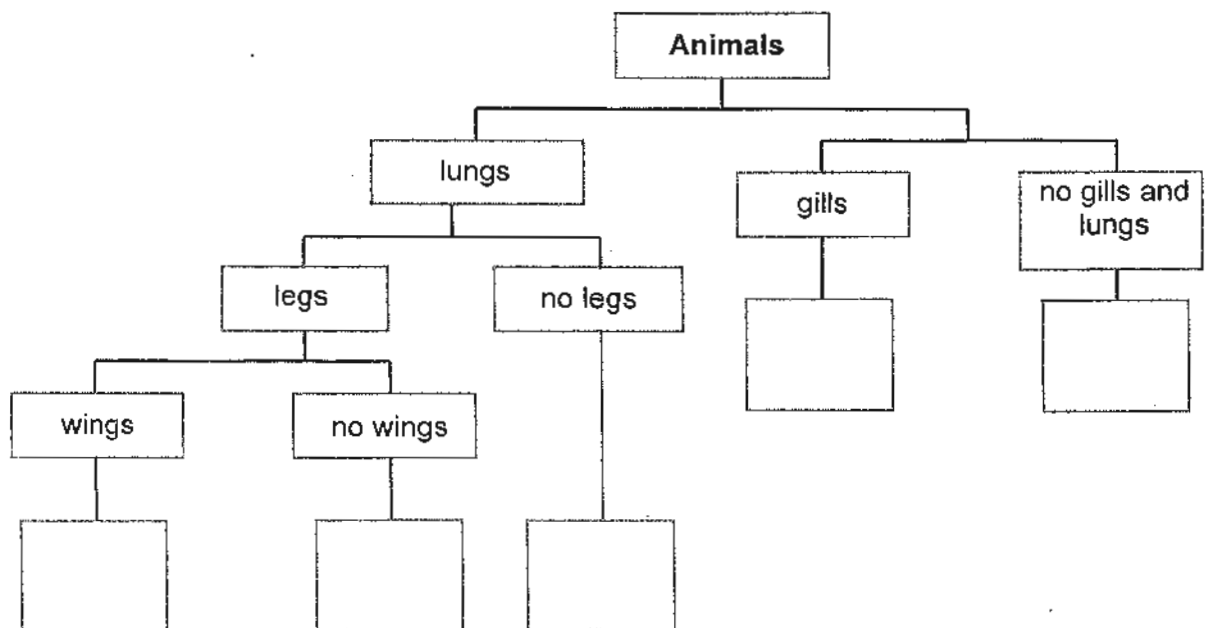 Animals
lungs
gills
no gills and
lungs
legs
no legs
wings
no wings